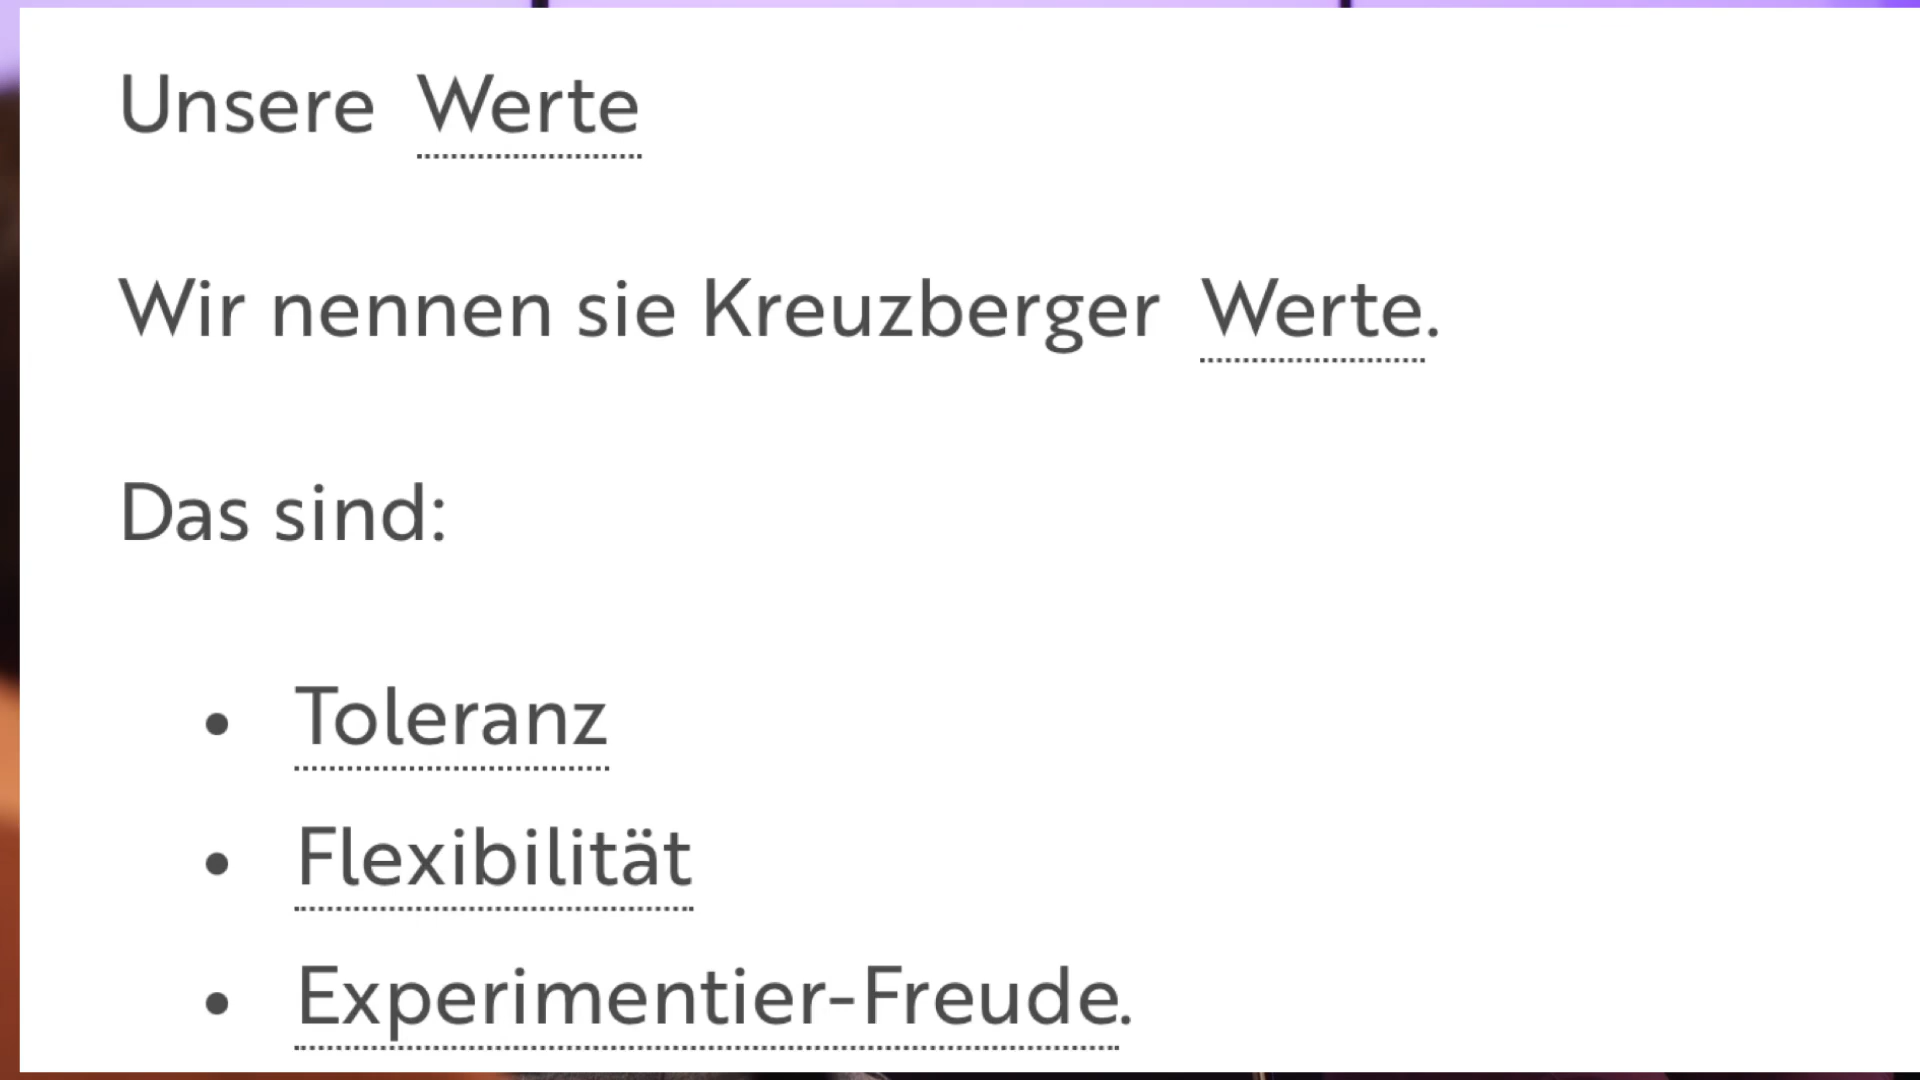 Unsere Werte
Wir nennen sie Kreuzberger Werte.
Das sind:
• Toleranz
• Flexibilität
• Experimentier-Freude.